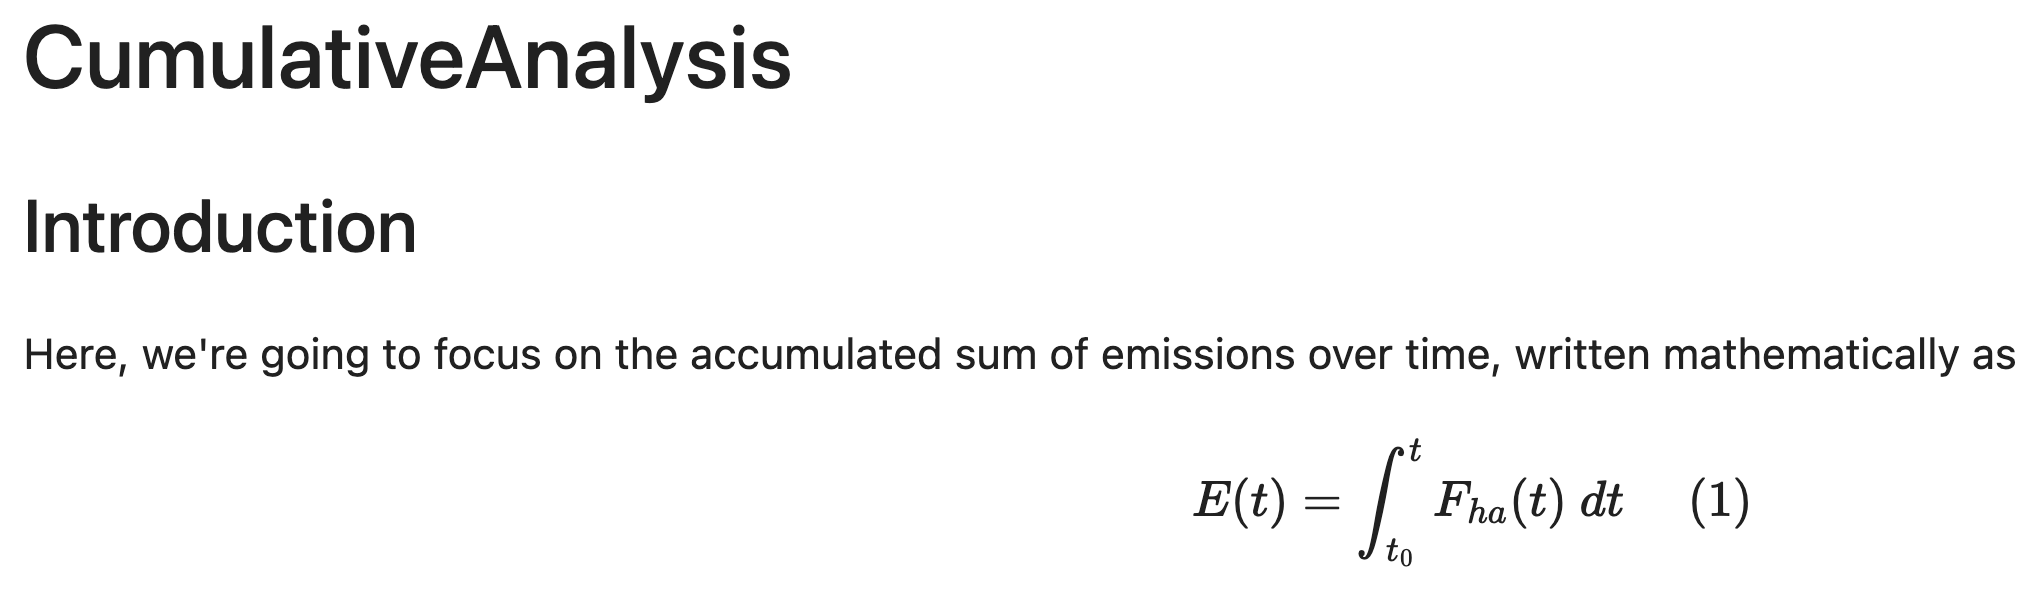 CumulativeAnalysis
Introduction
Here, we're going to focus on the accumulated sum of emissions over time, written mathematically as
E(t) = ∫_{t_0}^{t} F_{ha}(t) dt (1)